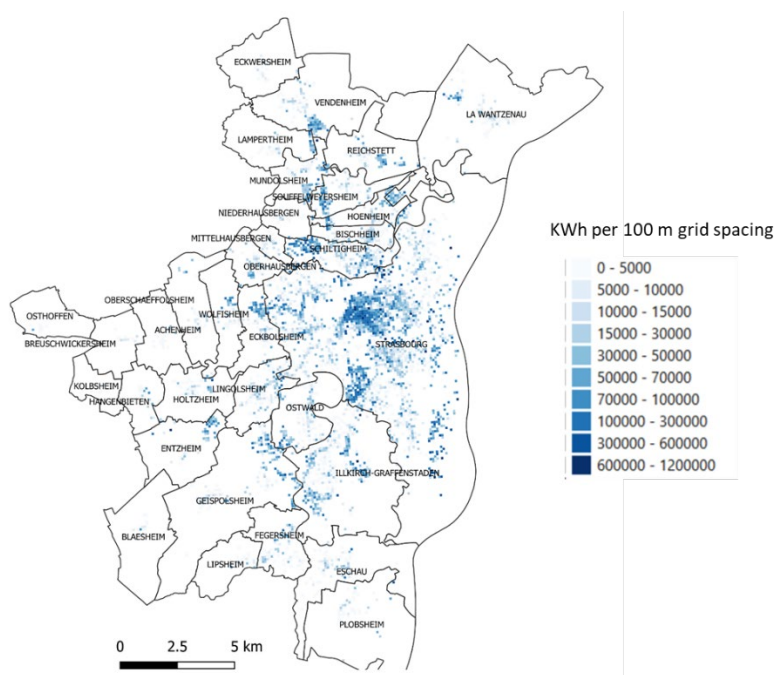 ECKWERSHEIM
VENDENHEIM
LA WANTZENAU
LAMPERTHEIM
REICHSTETT
MUNDOLSHEIM
SOUFFELWEYERSHEIM
NIEDERHAUSBERGEN
HOENHEIM
MITTELHAUSBERGEN
BISCHHEIM
SCHILTIGHEIM
OBERHAUSBERGEN
OBERSCHAEFFOLSHEIM
OSTHOFFEN
WOLFISHEIM
ACHENHEIM
ECKBOLSHEIM
BREUSCHWICKERSHEIM
STRASBOURG
KOLBSHEIM
LINGOLSHEIM
HANGENBIETEN
HOLTZHEIM
OSTWALD
ENTZHEIM
ILLKIRCH-GRAFFENSTADEN
GEISPOLSHEIM
BLAESHEIM
FEGERSHEIM
LIPSHEIM
ESCHAU
PLOBSHEIM
KWh per 100 m grid spacing
0 - 5000
5000 - 10000
10000 - 15000
15000 - 30000
30000 - 50000
50000 - 70000
70000 - 100000
100000 - 300000
300000 - 600000
600000 - 1200000
0 2.5 5 km